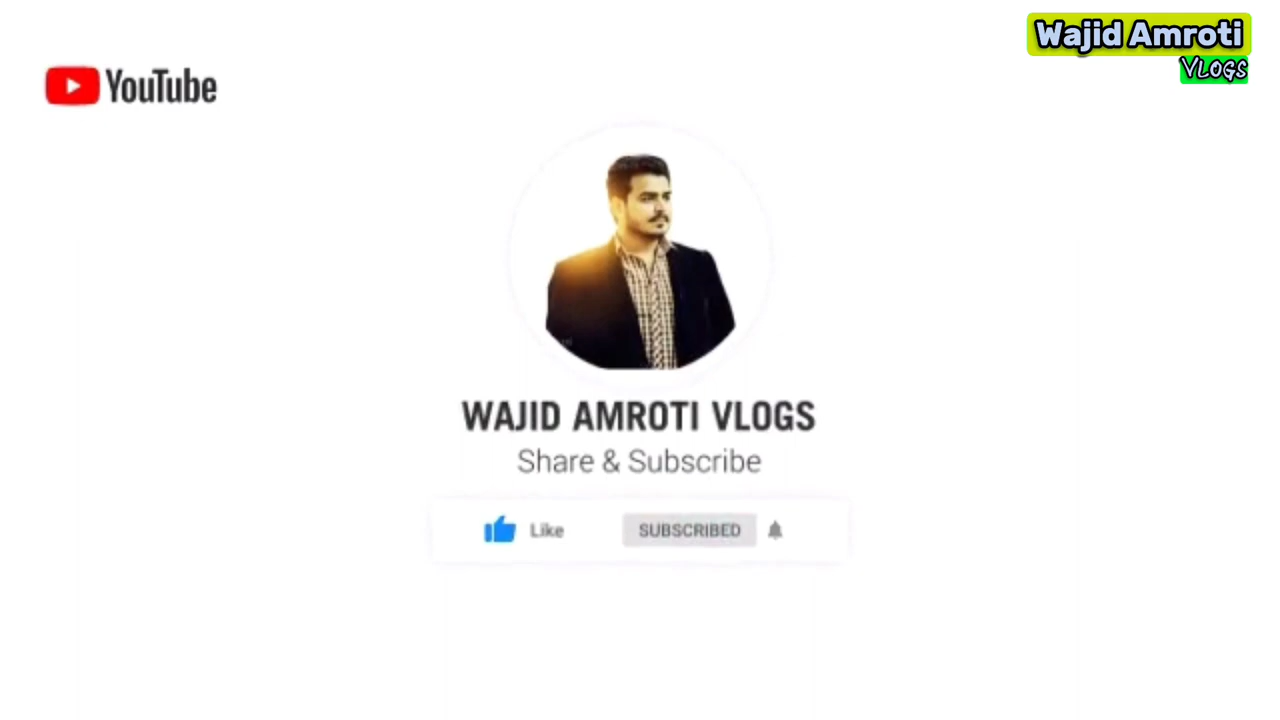 Wajid Amroti
VLOGS
YouTube
WAJID AMROTI VLOGS
Share & Subscribe
Like
SUBSCRIBED